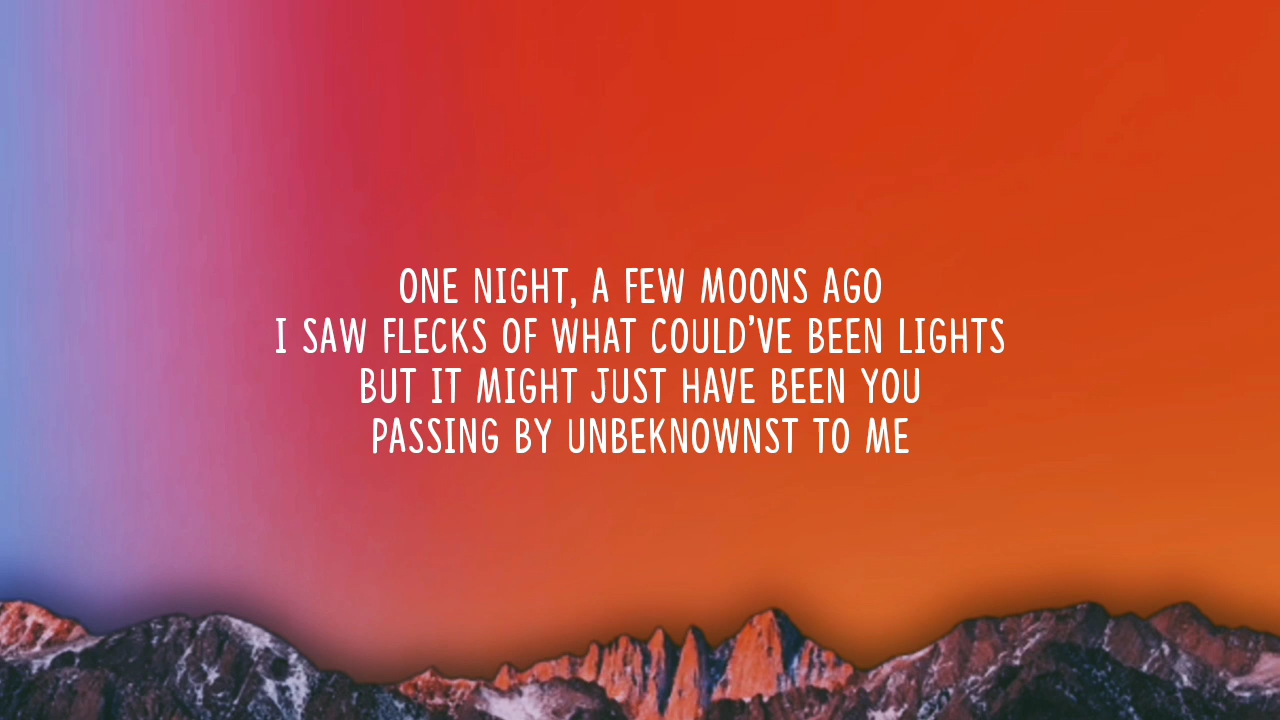 ONE NIGHT, A FEW MOONS AGO
I SAW FLECKS OF WHAT COULD'VE BEEN LIGHTS
BUT IT MIGHT JUST HAVE BEEN YOU
PASSING BY UNBEKNOWNST TO ME